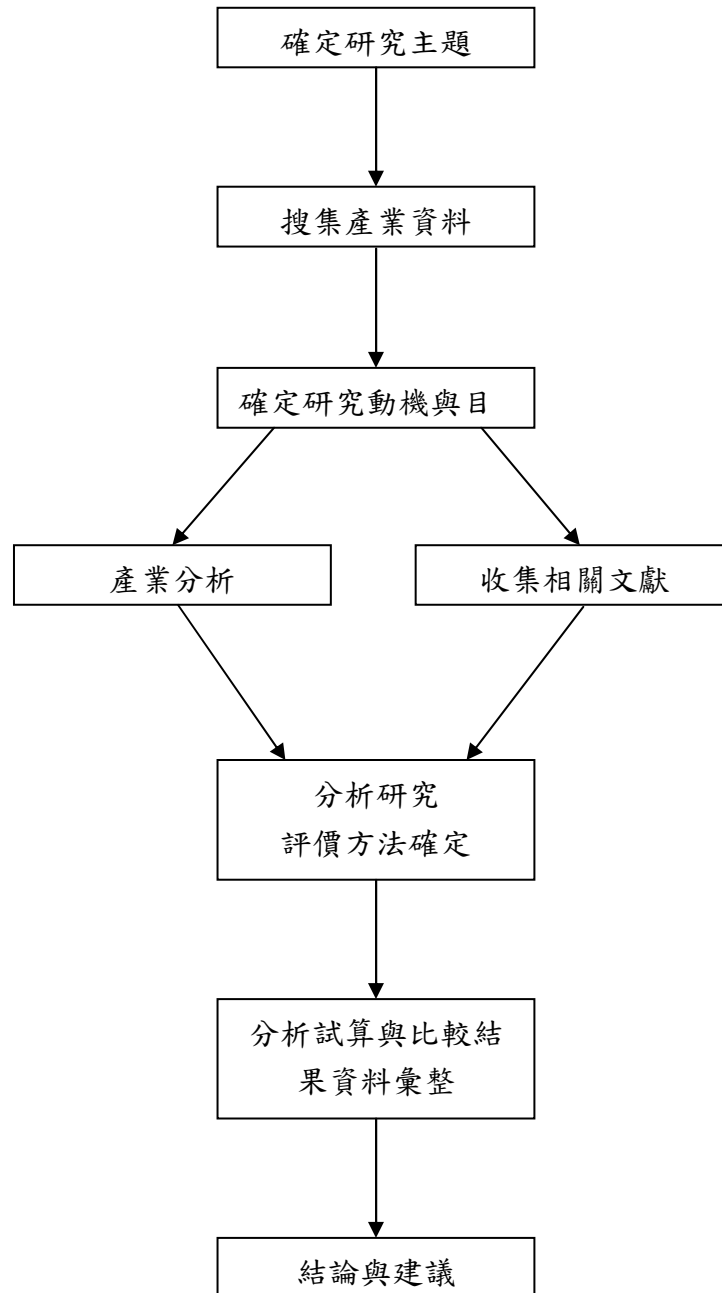 確定研究主題
搜集產業資料
確定研究動機與目
產業分析
收集相關文獻
分析研究
評價方法確定
分析試算與比較結
果資料彙整
結論與建議